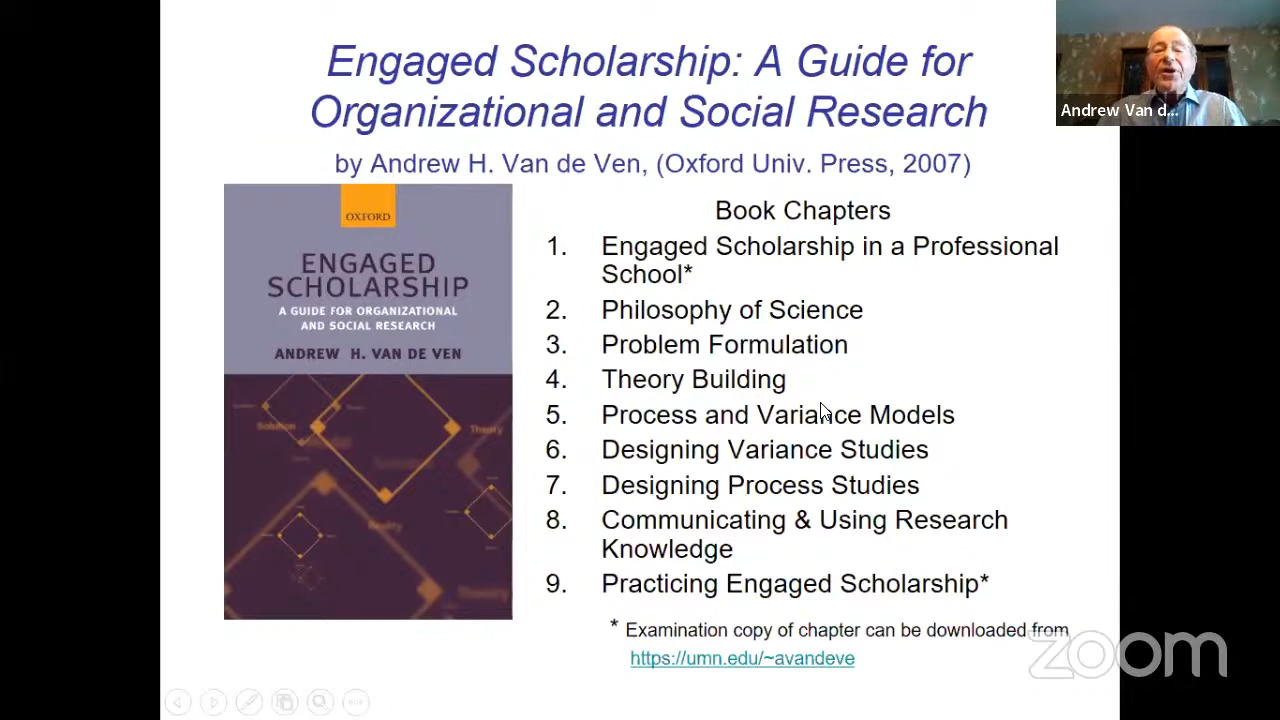 Engaged Scholarship: A Guide for
Organizational and Social Research
by Andrew H. Van de Ven, (Oxford Univ. Press, 2007)
Andrew Van d...
OXFORD
ENGAGED
SCHOLARSHIP
A GUIDE FOR ORGANIZATIONAL
AND SOCIAL RESEARCH
ANDREW H. VAN DE VEN
Solution
Theory
Reality
Theory
Book Chapters
1. Engaged Scholarship in a Professional
School*
2. Philosophy of Science
3. Problem Formulation
4. Theory Building
5. Process and Variance Models
6. Designing Variance Studies
7. Designing Process Studies
8. Communicating & Using Research
Knowledge
9. Practicing Engaged Scholarship*
* Examination copy of chapter can be downloaded from
https://umn.edu/~avandeve
zoom